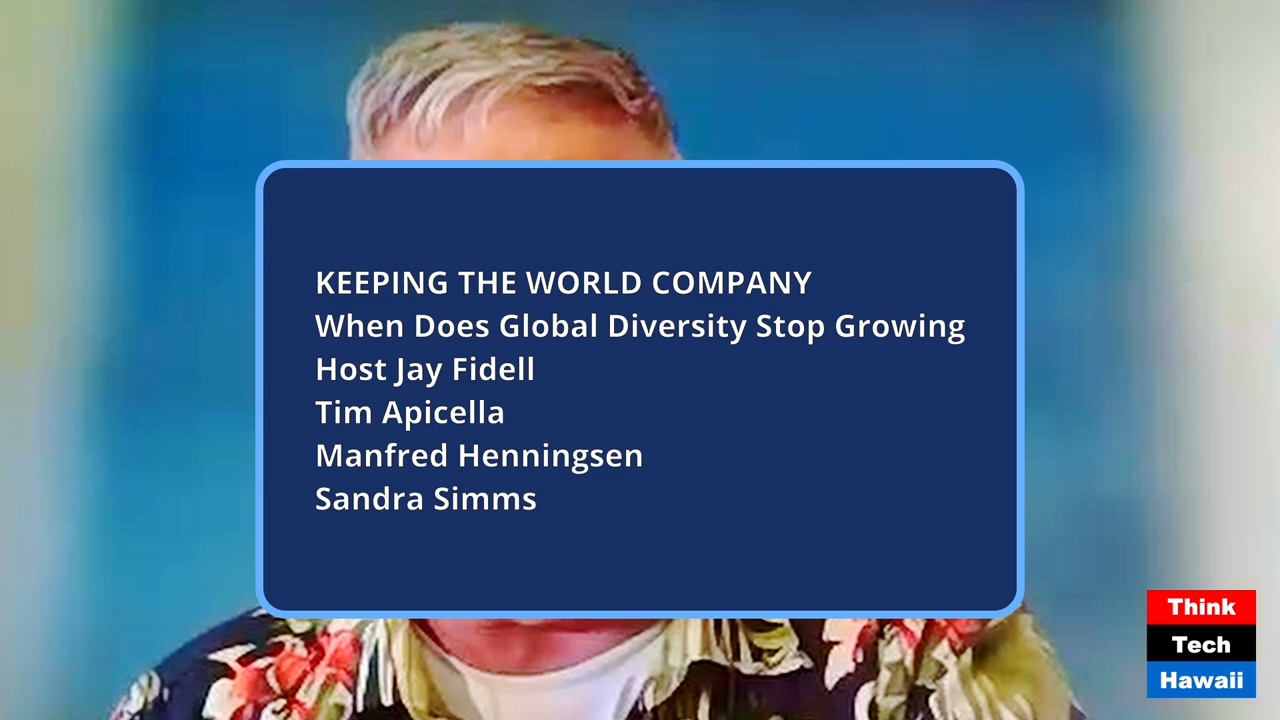 KEEPING THE WORLD COMPANY
When Does Global Diversity Stop Growing
Host Jay Fidell
Tim Apicella
Manfred Henningsen
Sandra Simms
Think
Tech
Hawaii